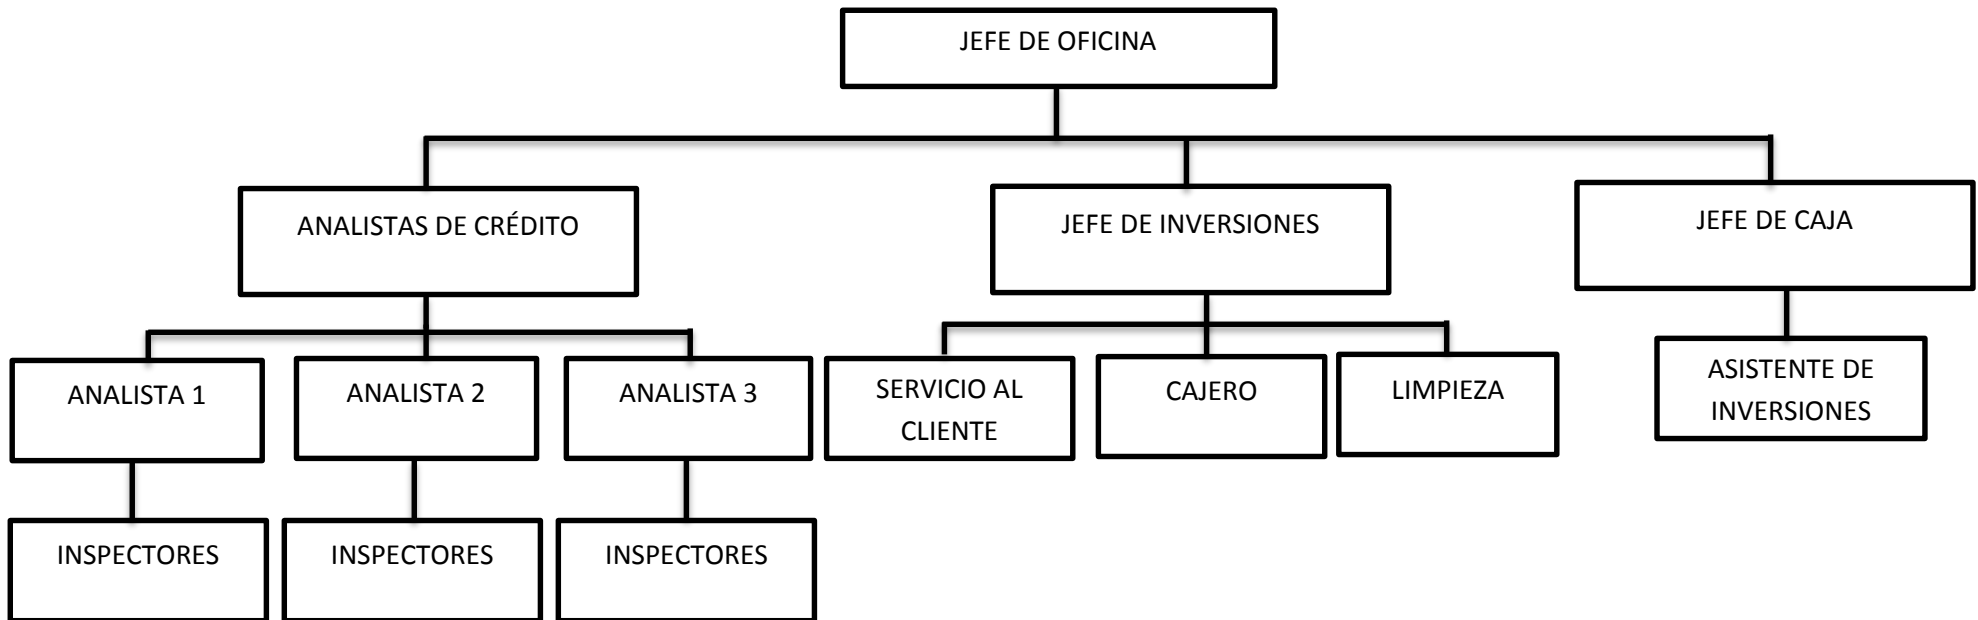 JEFE DE OFICINA
ANALISTAS DE CRÉDITO
JEFE DE INVERSIONES
JEFE DE CAJA
ANALISTA 1
ANALISTA 2
ANALISTA 3
SERVICIO AL
CLIENTE
CAJERO
LIMPIEZA
ASISTENTE DE
INVERSIONES
INSPECTORES
INSPECTORES
INSPECTORES